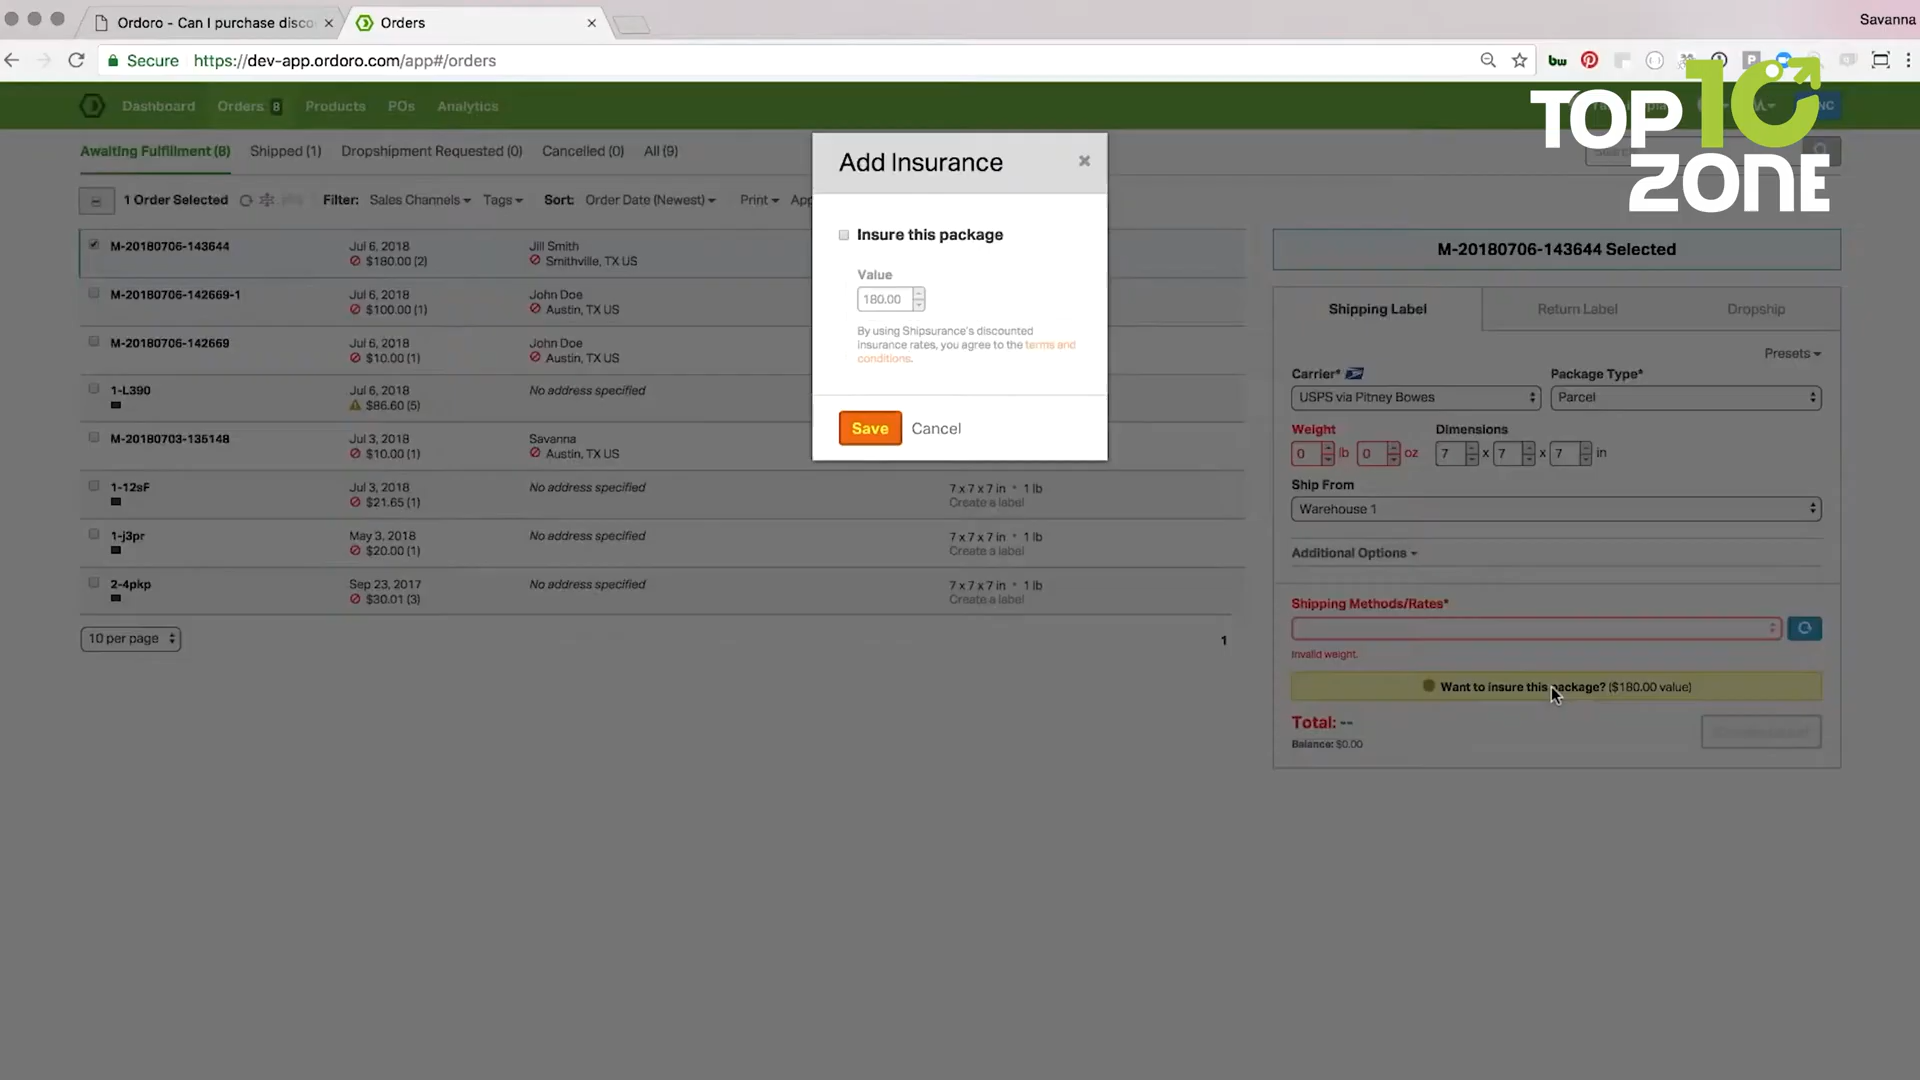 Ordoro - Can I purchase disco
Orders
Savanna
Secure https://dev-app.ordoro.com/app#/orders
TOP10
ZONE
Dashboard Orders 8 Products POs Analytics
Awaiting Fulfillment (8) Shipped (1) Dropshipment Requested (0) Cancelled (0) All (9)
1 Order Selected Filter: Sales Channels Tags Sort: Order Date (Newest) Print App
M-20180706-143644 Jul 6, 2018 Jill Smith
$180.00 (2) Smithville, TX US
M-20180706-142669-1 Jul 6, 2018 John Doe
$100.00 (1) Austin, TX US
M-20180706-142669 Jul 6, 2018 John Doe
$10.00 (1) Austin, TX US
1-L390 Jul 6, 2018 No address specified
$86.60 (5)
M-20180703-135148 Jul 3, 2018 Savanna
$10.00 (1) Austin, TX US
1-12sF Jul 3, 2018 No address specified 7 x 7 x 7 in * 1 lb
$21.65 (1) Create a label
1-j3pr May 3, 2018 No address specified 7 x 7 x 7 in * 1 lb
$20.00 (1) Create a label
2-4pkp Sep 23, 2017 No address specified 7 x 7 x 7 in * 1 lb
$30.01 (3) Create a label
10 per page 1
Add Insurance
Insure this package
Value
180.00
By using Shipsurance's discounted
insurance rates, you agree to the terms and
conditions.
Save Cancel
M-20180706-143644 Selected
Shipping Label Return Label Dropship
Presets
Carrier* Package Type*
USPS via Pitney Bowes Parcel
Weight Dimensions
0 lb 0 oz 7 x 7 x 7 in
Ship From
Warehouse 1
Additional Options
Shipping Methods/Rates*
Invalid weight.
Want to insure this package? ($180.00 value)
Total: --
Balance: $0.00